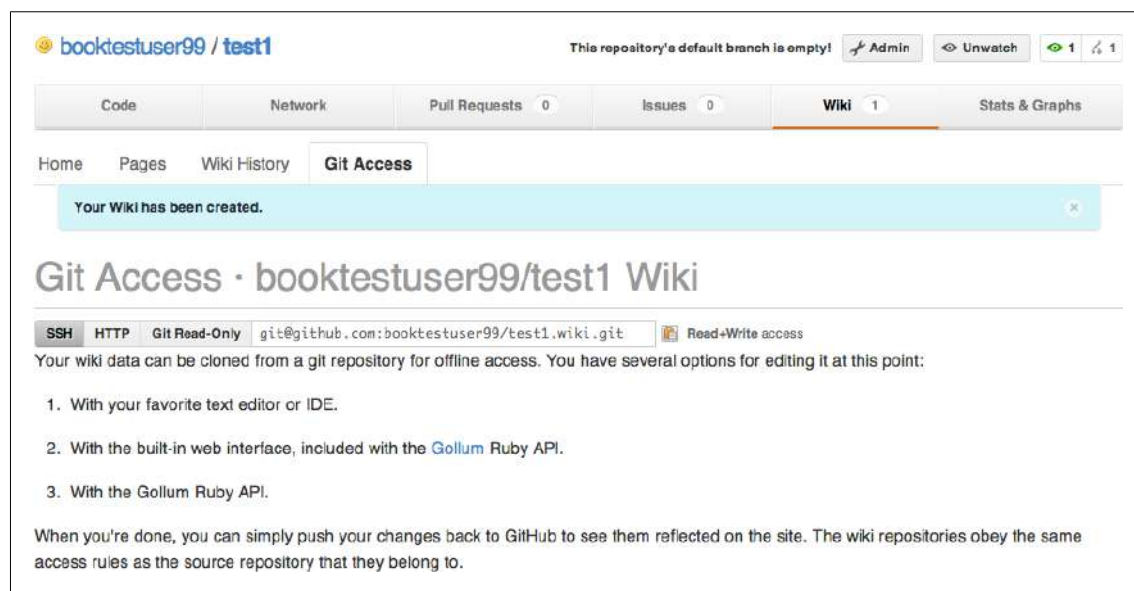 booktestuser99 / test1
This repository's default branch is empty! Admin Unwatch 1 1
Code Network Pull Requests 0 Issues 0 Wiki 1 Stats & Graphs
Home Pages Wiki History Git Access
Your Wiki has been created.
Git Access · booktestuser99/test1 Wiki
SSH HTTP Git Read-Only git@github.com:booktestuser99/test1.wiki.git Read+Write access
Your wiki data can be cloned from a git repository for offline access. You have several options for editing it at this point:
1. With your favorite text editor or IDE.
2. With the built-in web interface, included with the Gollum Ruby API.
3. With the Gollum Ruby API.
When you're done, you can simply push your changes back to GitHub to see them reflected on the site. The wiki repositories obey the same
access rules as the source repository that they belong to.